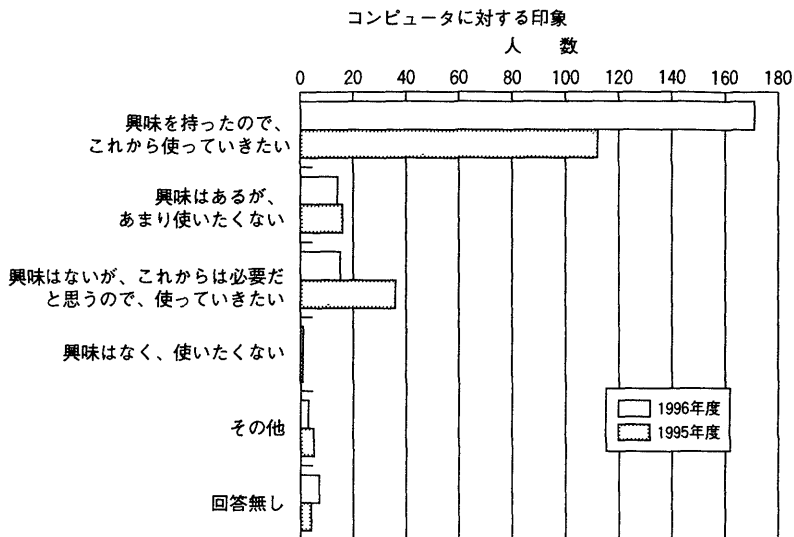 コンピュータに対する印象
人 数
0 20 40 60 80 100 120 140 160 180
興味を持ったので、
これから使っていきたい
興味はあるが、
あまり使いたくない
興味はないが、これからは必要だ
と思うので、使っていきたい
興味はなく、使いたくない
その他
回答無し
1996年度
1995年度